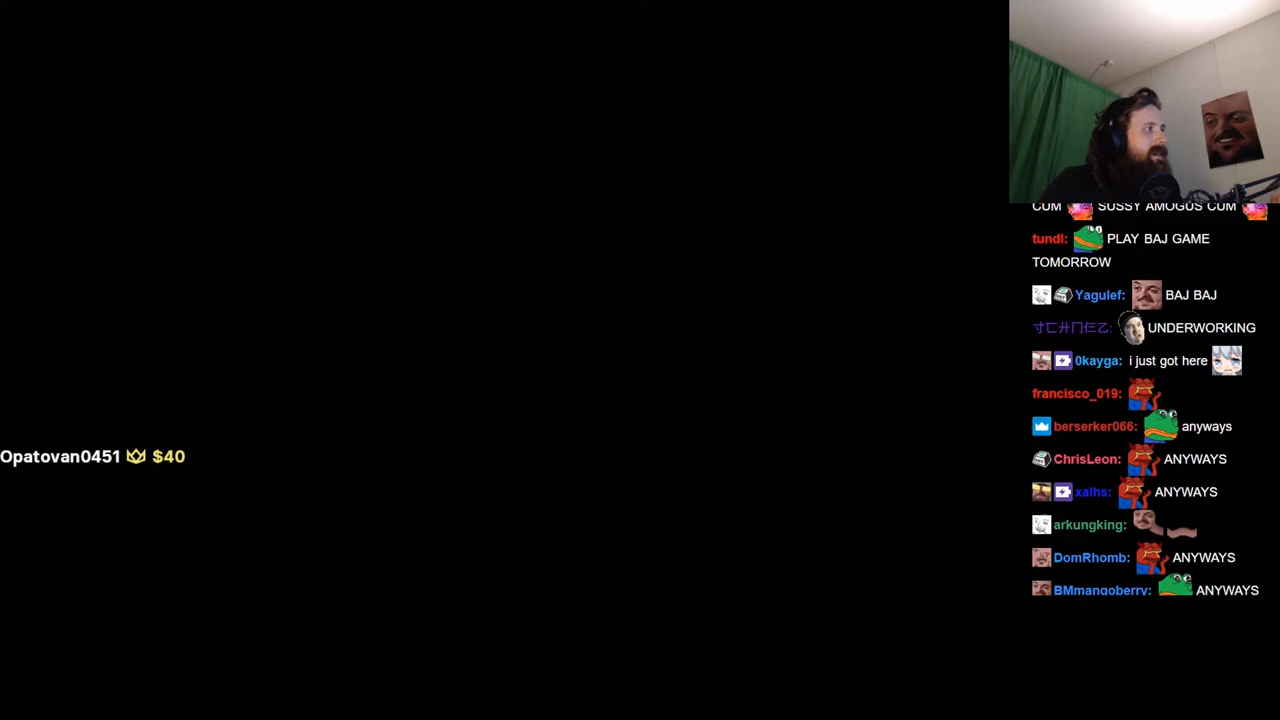 CUM SUSSY AMOGUS CUM
tundl: PLAY BAJ GAME
TOMORROW
Yagulef: BAJ BAJ
UNDERWORKING
0kayga: i just got here
francisco_019:
berserker066: anyways
ChrisLeon: ANYWAYS
Opatovan0451 $40
xalhs: ANYWAYS
arkungking:
DomRhomb: ANYWAYS
BMmangoberry: ANYWAYS